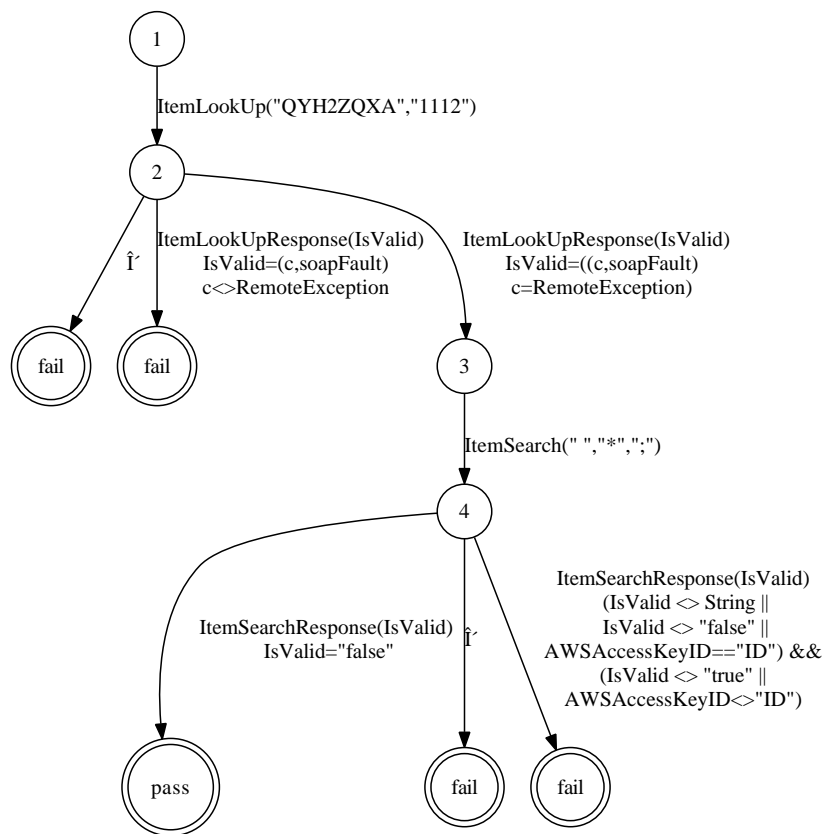 1
ItemLookUp("QYH2ZQXA","1112")
2
Î´
ItemLookUpResponse(IsValid)
IsValid=(c,soapFault)
c<>RemoteException
ItemLookUpResponse(IsValid)
IsValid=((c,soapFault)
c=RemoteException)
fail
fail
3
ItemSearch(" ","*",";")
4
ItemSearchResponse(IsValid)
IsValid="false"
Î´
ItemSearchResponse(IsValid)
(IsValid <> String ||
IsValid <> "false" ||
AWSAccessKeyID=="ID") &&
(IsValid <> "true" ||
AWSAccessKeyID<>"ID")
pass
fail
fail